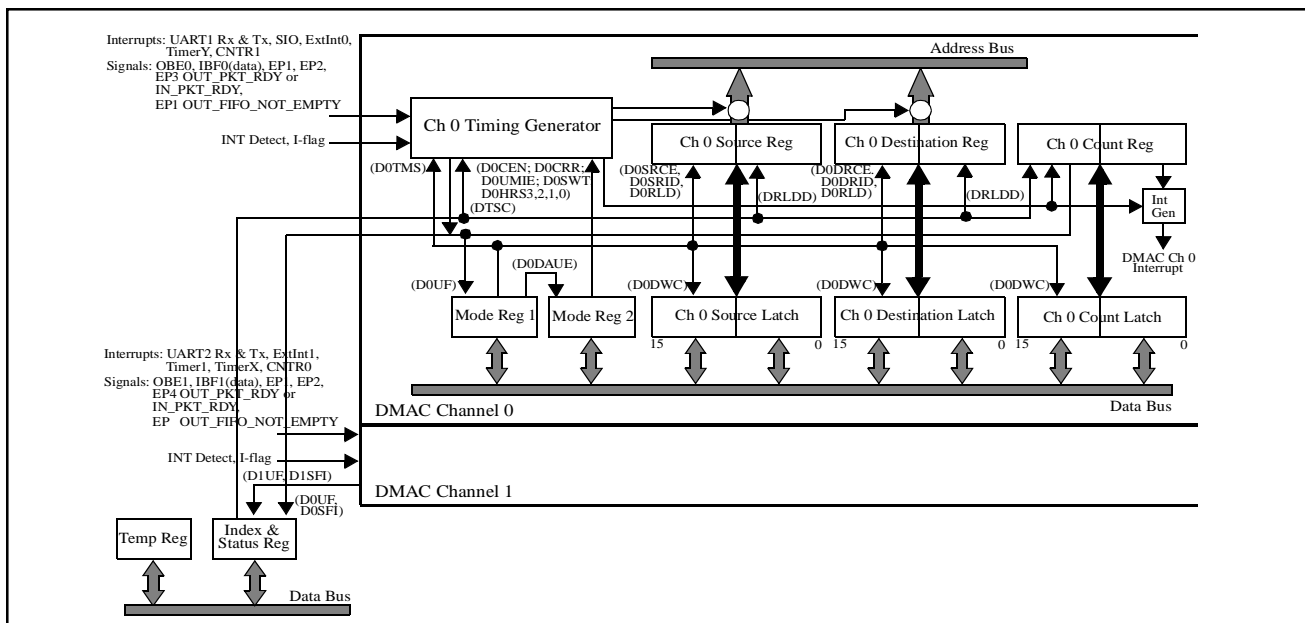 Interrupts: UART1 Rx & Tx, SIO, ExtInt0,
TimerY, CNTR1
Signals: OBE0, IBF0(data), EP1, EP2,
EP3 OUT_PKT_RDY or
IN_PKT_RDY,
EP1 OUT_FIFO_NOT_EMPTY
INT Detect, I-flag
Address Bus
Ch 0 Timing Generator
Ch 0 Source Reg
Ch 0 Destination Reg
Ch 0 Count Reg
(D0TMS)
(D0CEN; D0CRR;
D0UMIE; D0SWT
D0HRS3,2,1,0)
(DTSC)
(D0SRCE,
D0SRID,
D0RLD)
(DRLDD)
(D0DRCE,
D0DRID,
D0RLD)
(DRLDD)
Int
Gen
DMAC Ch 0
Interrupt
(D0UF)
(D0DAUE)
(D0DWC)
(D0DWC)
(D0DWC)
Mode Reg 1
Mode Reg 2
Ch 0 Source Latch
Ch 0 Destination Latch
Ch 0 Count Latch
15
0
15
0
15
0
Data Bus
DMAC Channel 0
Interrupts: UART2 Rx & Tx, ExtInt1,
Timer1, TimerX, CNTR0
Signals: OBE1, IBF1(data), EP1, EP2,
EP4 OUT_PKT_RDY or
IN_PKT_RDY,
EP OUT_FIFO_NOT_EMPTY
INT Detect, I-flag
(D1UF, D1SFI)
DMAC Channel 1
(D0UF,
D0SFI)
Temp Reg
Index &
Status Reg
Data Bus